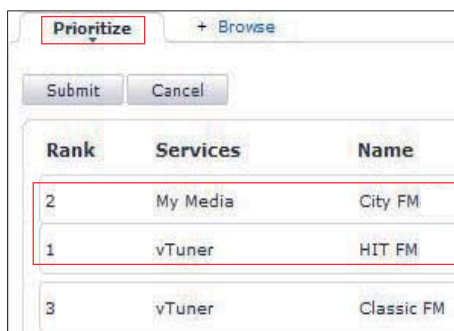 Prioritize + Browse
Submit Cancel
Rank Services Name
2 My Media City FM
1 vTuner HIT FM
3 vTuner Classic FM